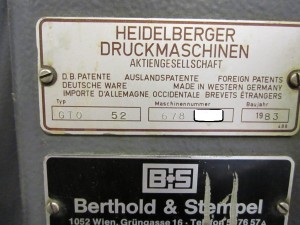 HEIDELBERGER
DRUCKMASCHINEN
AKTIENGESELLSCHAFT
D.B. PATENTE AUSLANDSPATENTE FOREIGN PATENTS
DEUTSCHE WARE MADE IN WESTERN GERMANY
IMPORTE D'ALLEMAGNE OCCIDENTALE BREVETS ÉTRANGERS
Typ Maschinennummer Baujahr
GTO 52 678 1983
B:S
Berthold & Stempel
1052 Wien, Grüngasse 16 - Telefon